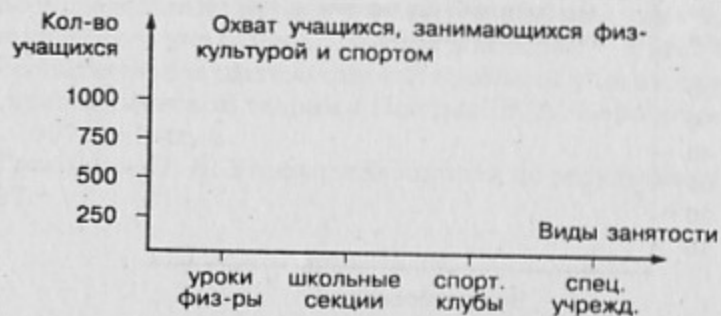 Кол-во
учащихся
Охват учащихся, занимающихся физ-
культурой и спортом
1000
750
500
250
Виды занятости
уроки
физ-ры
школьные
секции
спорт.
клубы
спец.
учрежд.